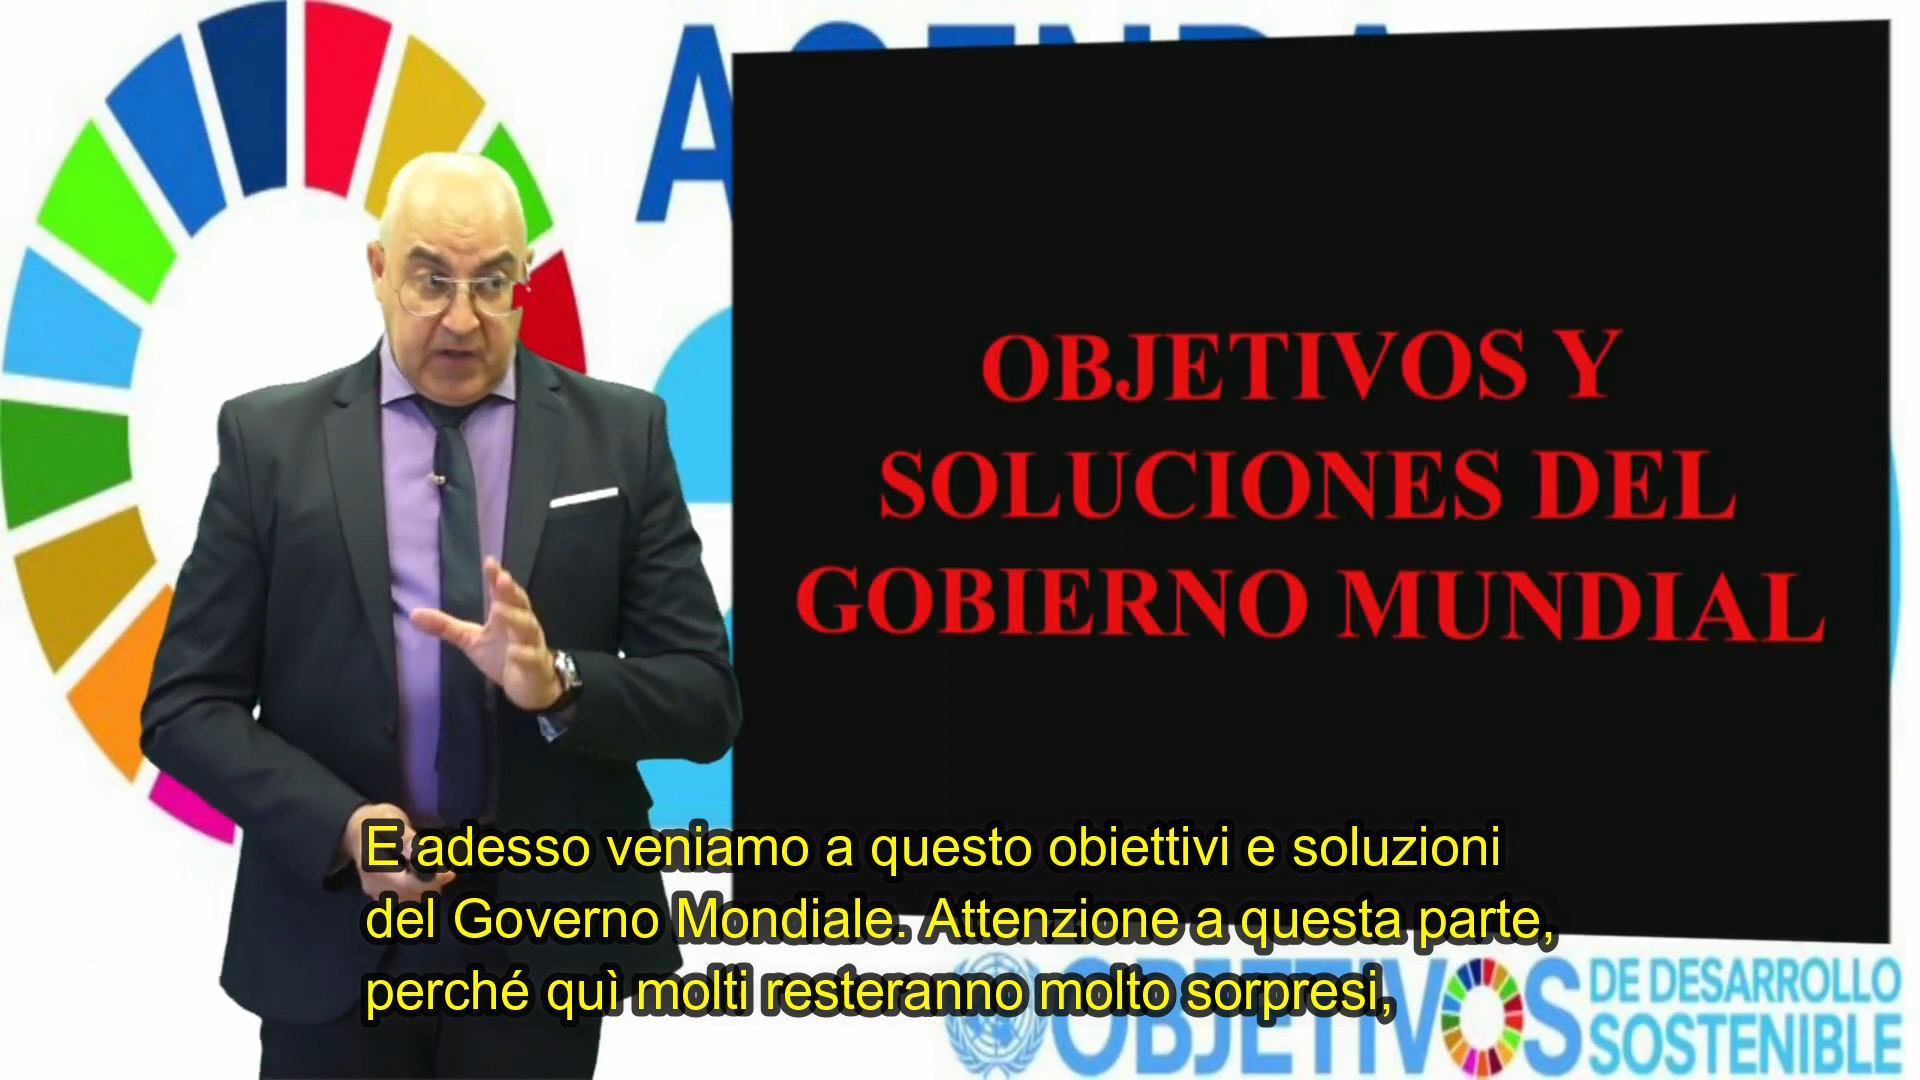 OBJETIVOS Y
SOLUCIONES DEL
GOBIERNO MUNDIAL
E adesso veniamo a questo obiettivi e soluzioni
del Governo Mondiale. Attenzione a questa parte,
perché quì molti resteranno molto sorpresi,
OBJETIVOS
DE DESARROLLO
SOSTENIBLE